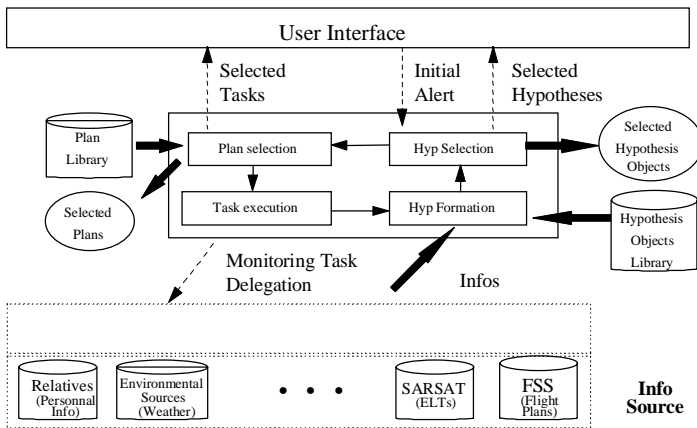 User Interface
Selected
Tasks
Initial
Alert
Selected
Hypotheses
Plan
Library
Plan selection
Hyp Selection
Selected
Hypothesis
Objects
Selected
Plans
Task execution
Hyp Formation
Hypothesis
Objects
Library
Monitoring Task
Delegation
Infos
Relatives
(Personnal
Info)
Environmental
Sources
(Weather)
SARSAT
(ELTs)
FSS
(Flight
Plans)
Info
Source